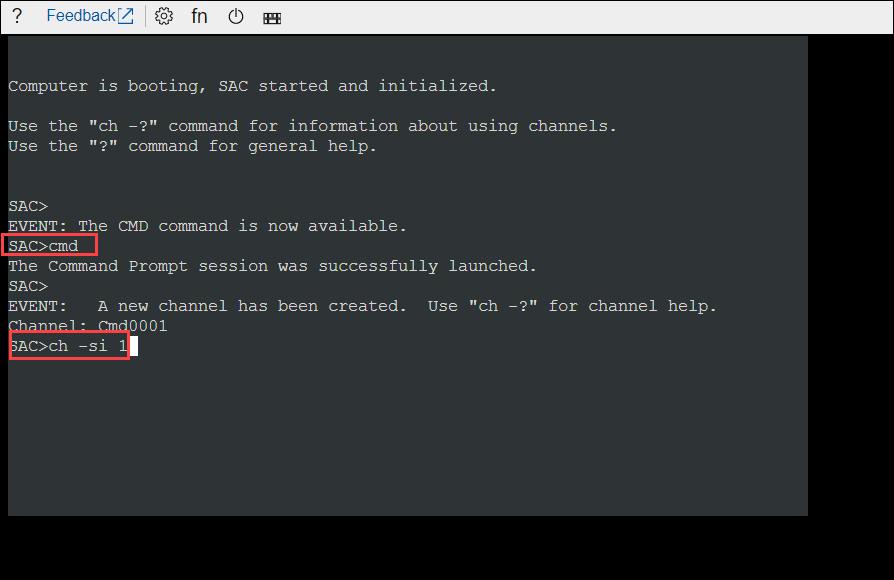 ? Feedback fn
Computer is booting, SAC started and initialized.
Use the "ch -?" command for information about using channels.
Use the "?" command for general help.
SAC>
EVENT: The CMD command is now available.
SAC>cmd
The Command Prompt session was successfully launched.
SAC>
EVENT:   A new channel has been created.  Use "ch -?" for channel help.
Channel: Cmd0001
SAC>ch -si 1